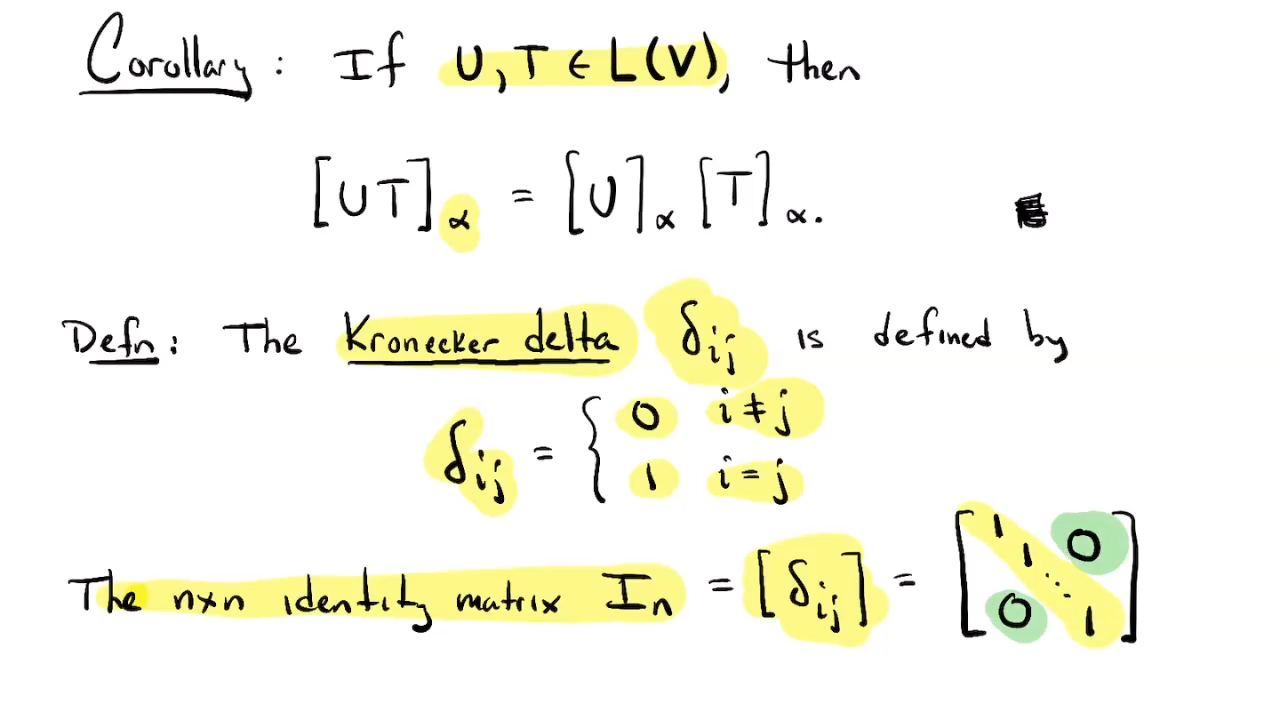 Corollary: If U, T ∈ L(V), then
[UT]α = [U]α [T]α.
Defn: The Kronecker delta δij is defined by
δij = { 0 i ≠ j
1 i = j
The n×n identity matrix In = [δij] = [1 1 ⋱ 1 0 0]